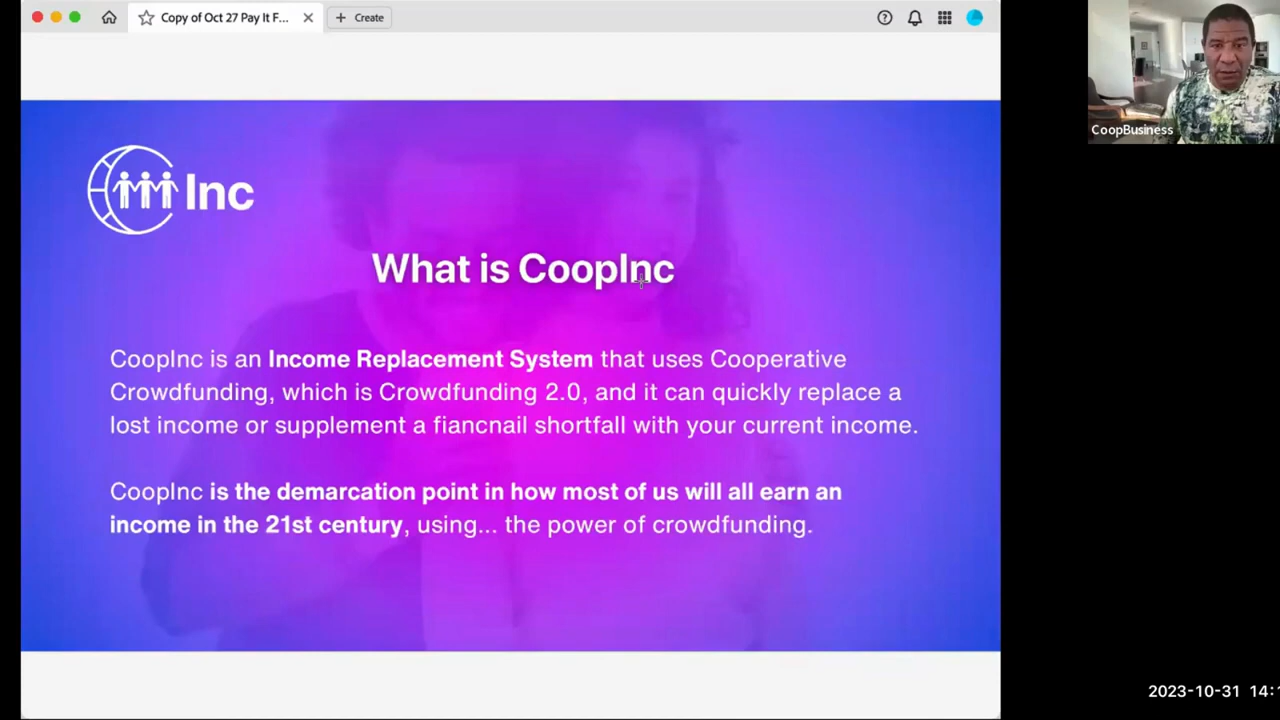 Copy of Oct 27 Pay It F...
Create
CoopBusiness
Inc
What is CoopInc
CoopInc is an Income Replacement System that uses Cooperative
Crowdfunding, which is Crowdfunding 2.0, and it can quickly replace a
lost income or supplement a fiancnail shortfall with your current income.
CoopInc is the demarcation point in how most of us will all earn an
income in the 21st century, using... the power of crowdfunding.
2023-10-31 14:1